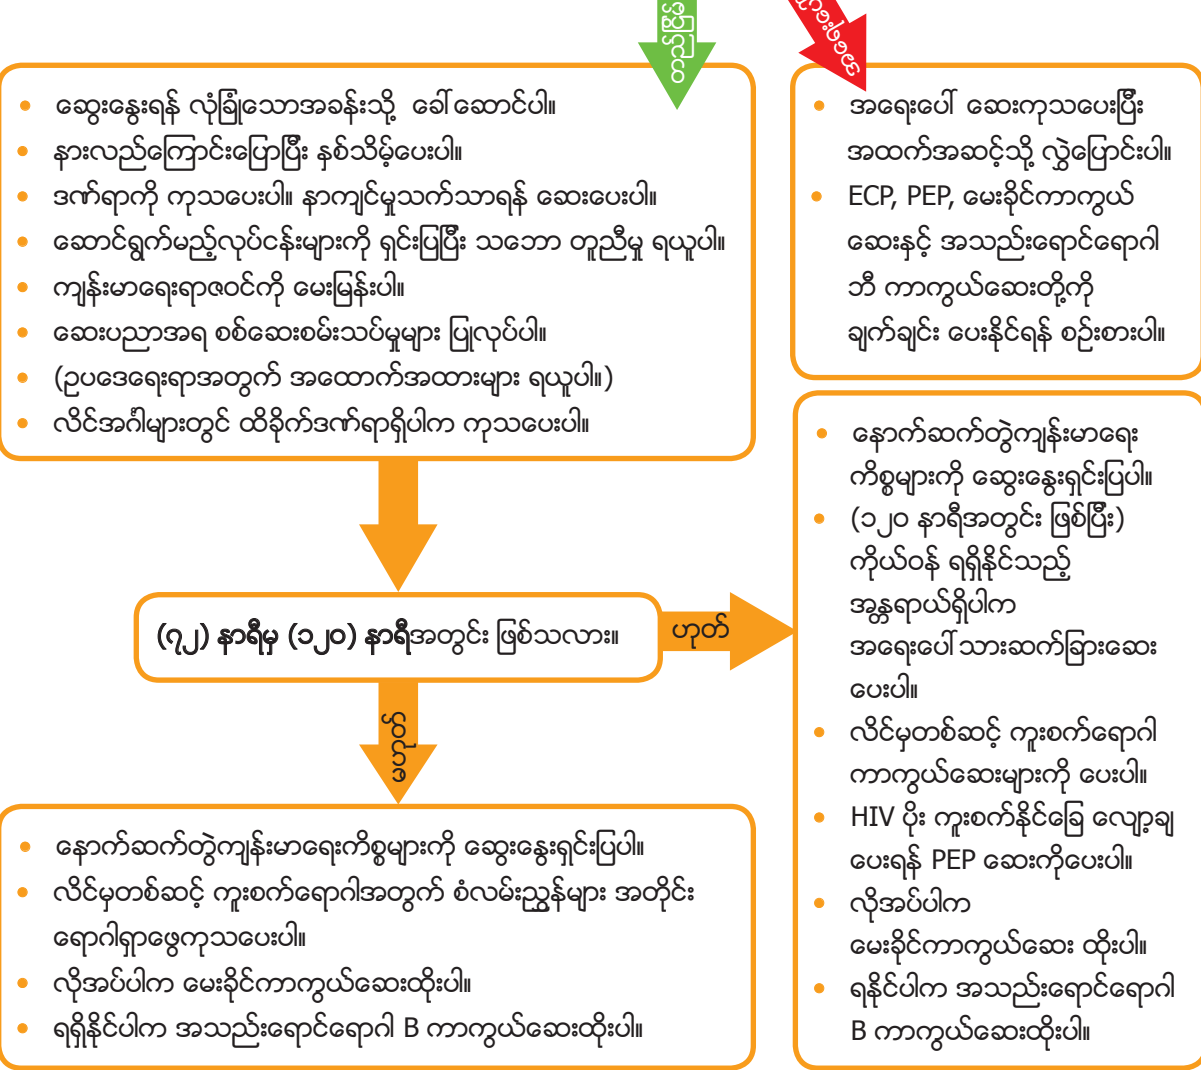 တည်ငြိမ်
• ဆွေးနွေးရန် လုံခြုံသောအခန်းသို့ ခေါ်ဆောင်ပါ။
• နားလည်ကြောင်းပြောပြီး နှစ်သိမ့်ပေးပါ။
• ဒဏ်ရာကို ကုသပေးပါ။ နာကျင်မှုသက်သာရန် ဆေးပေးပါ။
• ဆောင်ရွက်မည့်လုပ်ငန်းများကို ရှင်းပြပြီး သဘော တူညီမှု ရယူပါ။
• ကျန်းမာရေးရာဇဝင်ကို မေးမြန်းပါ။
• ဆေးပညာအရ စစ်ဆေးစမ်းသပ်မှုများ ပြုလုပ်ပါ။
• (ဥပဒေရေးရာအတွက် အထောက်အထားများ ရယူပါ။)
• လိင်အင်္ဂါများတွင် ထိခိုက်ဒဏ်ရာရှိပါက ကုသပေးပါ။
• အရေးပေါ် ဆေးကုသပေးပြီး
အထက်အဆင့်သို့ လွှဲပြောင်းပါ။
• ECP, PEP, မေးခိုင်ကာကွယ်
ဆေးနှင့် အသည်းရောင်ရောဂါ
ဘီ ကာကွယ်ဆေးတို့ကို
ချက်ချင်း ပေးနိုင်ရန် စဉ်းစားပါ။
(၇၂) နာရီမှ (၁၂၀) နာရီအတွင်း ဖြစ်သလား။
ဟုတ်
• နောက်ဆက်တွဲကျန်းမာရေး
ကိစ္စများကို ဆွေးနွေးရှင်းပြပါ။
• (၁၂၀ နာရီအတွင်း ဖြစ်ပြီး)
ကိုယ်ဝန် ရရှိနိုင်သည့်
အန္တရာယ်ရှိပါက
အရေးပေါ် သားဆက်ခြားဆေး
ပေးပါ။
• လိင်မှတစ်ဆင့် ကူးစက်ရောဂါ
ကာကွယ်ဆေးများကို ပေးပါ။
• HIV ပိုး ကူးစက်နိုင်ခြေ လျော့ချ
ပေးရန် PEP ဆေးကိုပေးပါ။
• လိုအပ်ပါက
မေးခိုင်ကာကွယ်ဆေး ထိုးပါ။
• ရနိုင်ပါက အသည်းရောင်ရောဂါ
B ကာကွယ်ဆေးထိုးပါ။
• နောက်ဆက်တွဲကျန်းမာရေးကိစ္စများကို ဆွေးနွေးရှင်းပြပါ။
• လိင်မှတစ်ဆင့် ကူးစက်ရောဂါအတွက် စံလမ်းညွှန်များ အတိုင်း
ရောဂါရှာဖွေကုသပေးပါ။
• လိုအပ်ပါက မေးခိုင်ကာကွယ်ဆေးထိုးပါ။
• ရရှိနိုင်ပါက အသည်းရောင်ရောဂါ B ကာကွယ်ဆေးထိုးပါ။